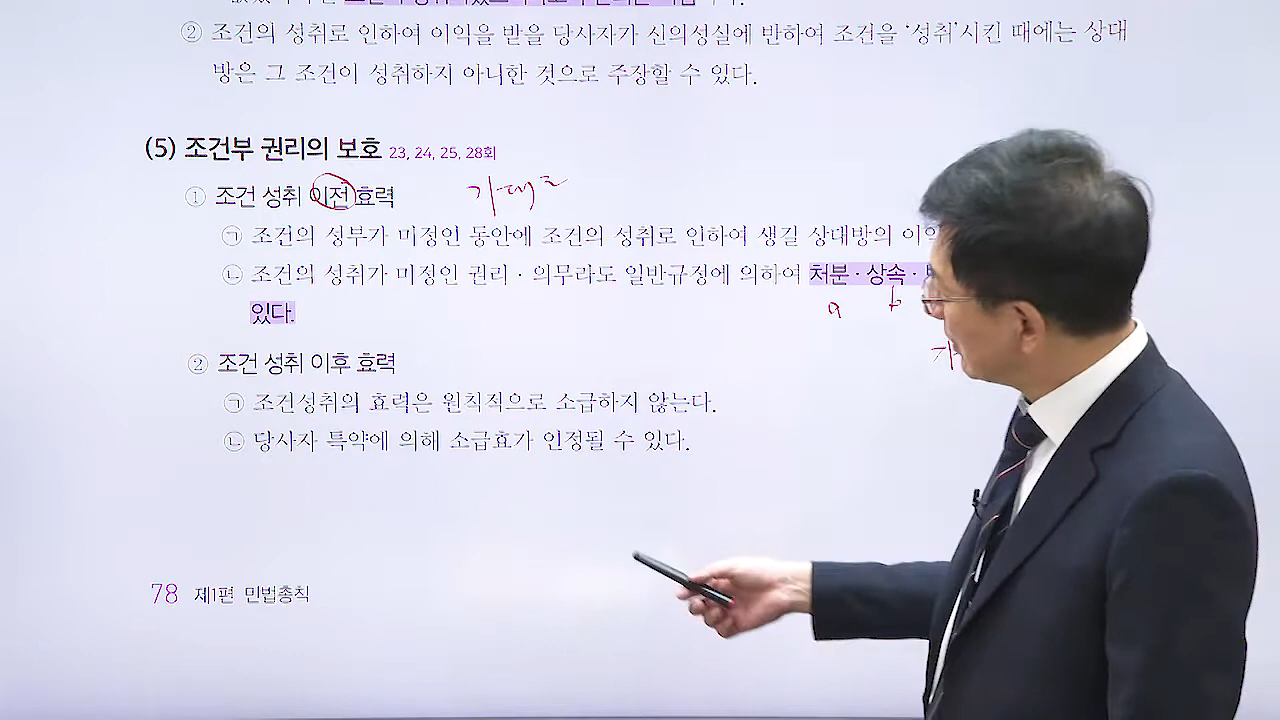 ② 조건의 성취로 인하여 이익을 받을 당사자가 신의성실에 반하여 조건을 ‘성취’시킨 때에는 상대
방은 그 조건이 성취하지 아니한 것으로 주장할 수 있다.
(5) 조건부 권리의 보호 23, 24, 25, 28회
① 조건 성취 이전 효력
㉠ 조건의 성부가 미정인 동안에 조건의 성취로 인하여 생길 상대방의 이익
㉡ 조건의 성취가 미정인 권리·의무라도 일반규정에 의하여 처분·상속·
a b
있다.
② 조건 성취 이후 효력
㉠ 조건성취의 효력은 원칙적으로 소급하지 않는다.
㉡ 당사자 특약에 의해 소급효가 인정될 수 있다.
78 제1편 민법총칙